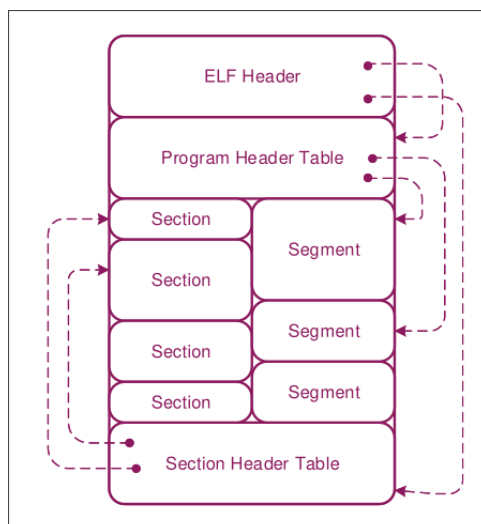 ELF Header
Program Header Table
Section
Segment
Section
Segment
Section
Segment
Section
Section Header Table